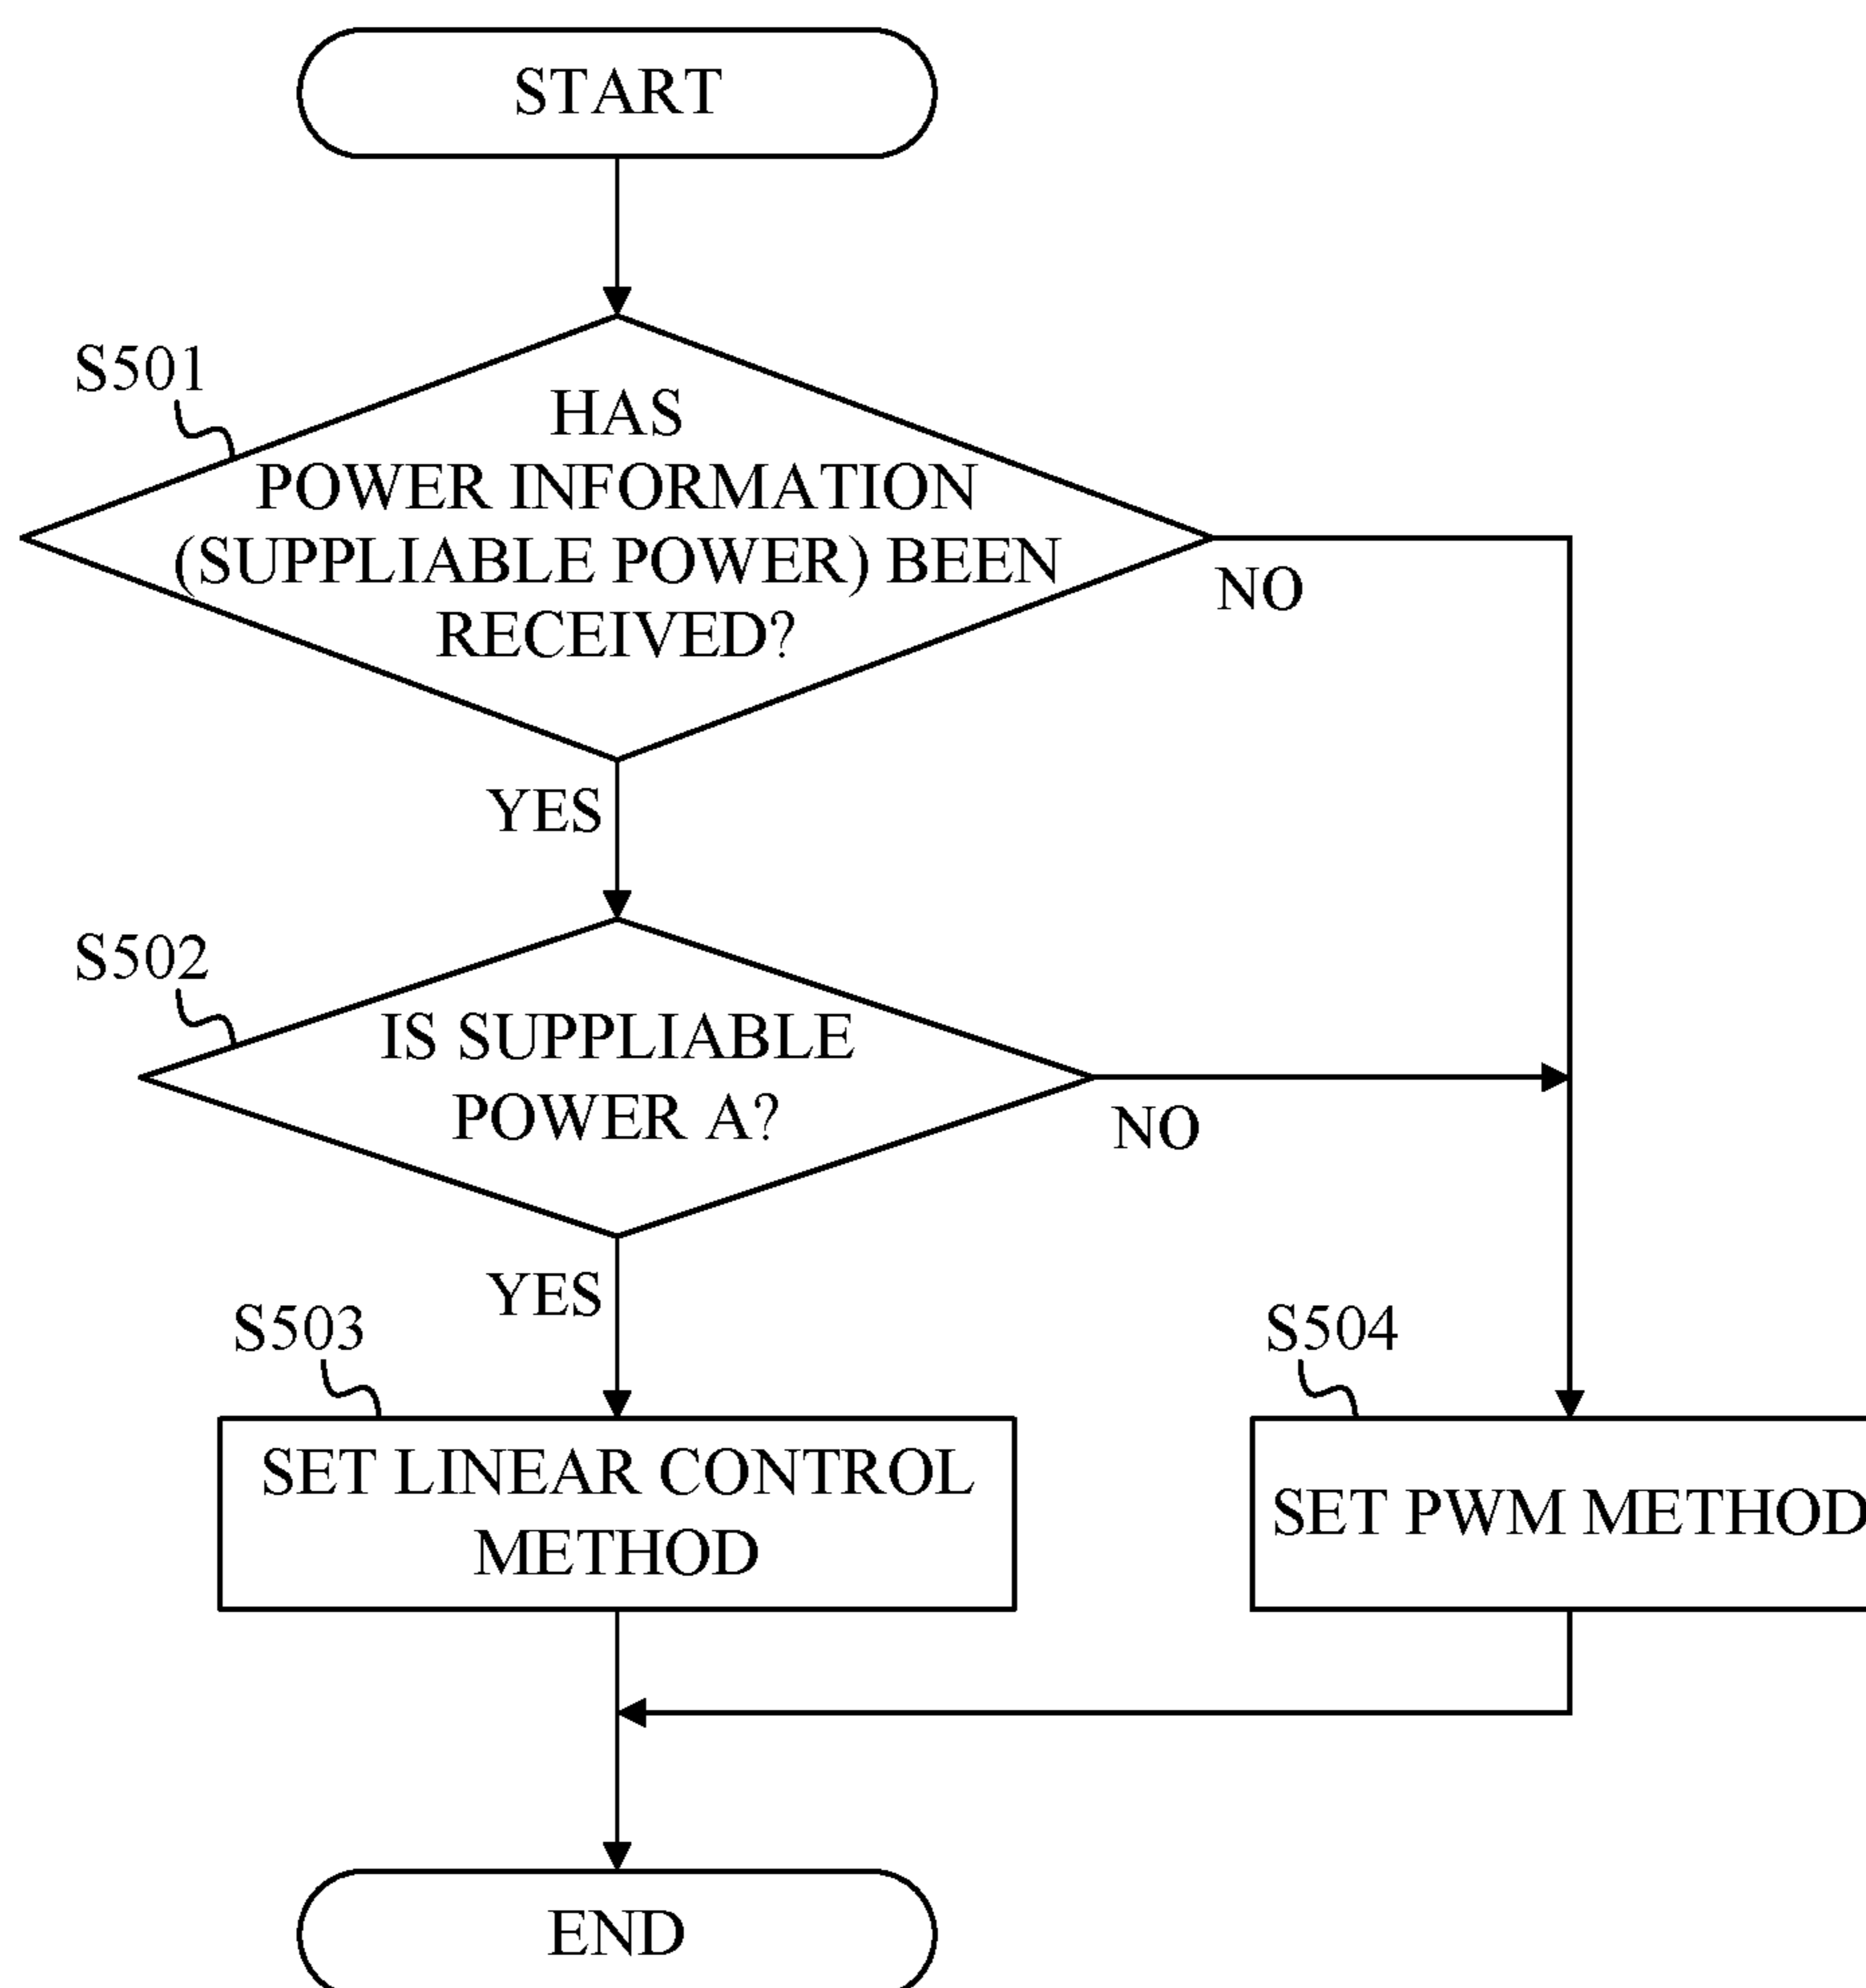 START
S501
HAS
POWER INFORMATION
(SUPPLIABLE POWER) BEEN
RECEIVED?
NO
YES
S502
IS SUPPLIABLE
POWER A?
NO
YES
S503
SET LINEAR CONTROL
METHOD
S504
SET PWM METHOD
END